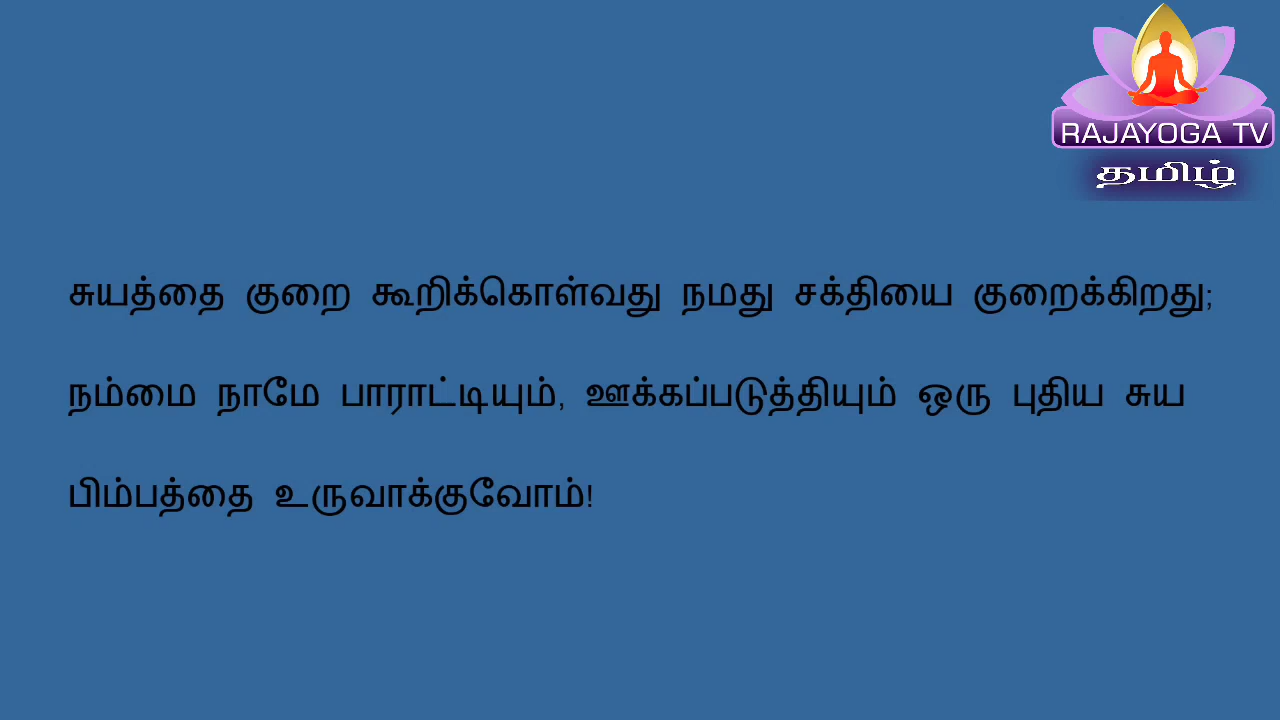 RAJAYOGA TV
தமிழ்
சுயத்தை குறை கூறிக்கொள்வது நமது சக்தியை குறைக்கிறது;
நம்மை நாமே பாராட்டியும், ஊக்கப்படுத்தியும் ஒரு புதிய சுய
பிம்பத்தை உருவாக்குவோம்!